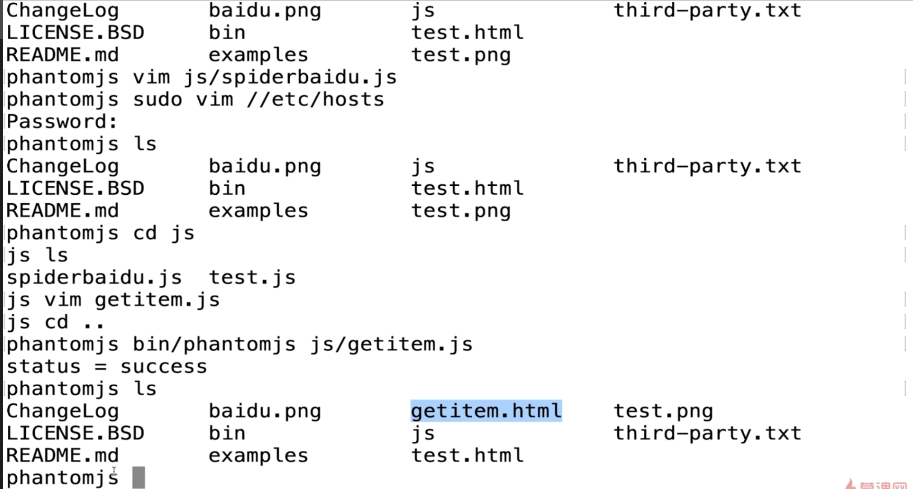 ChangeLog baidu.png js third-party.txt
LICENSE.BSD bin test.html
README.md examples test.png
phantomjs vim js/spiderbaidu.js
phantomjs sudo vim //etc/hosts
Password:
phantomjs ls
ChangeLog baidu.png js third-party.txt
LICENSE.BSD bin test.html
README.md examples test.png
phantomjs cd js
js ls
spiderbaidu.js test.js
js vim getitem.js
js cd ..
phantomjs bin/phantomjs js/getitem.js
status = success
phantomjs ls
ChangeLog baidu.png getitem.html test.png
LICENSE.BSD bin js third-party.txt
README.md examples test.html
phantomjs